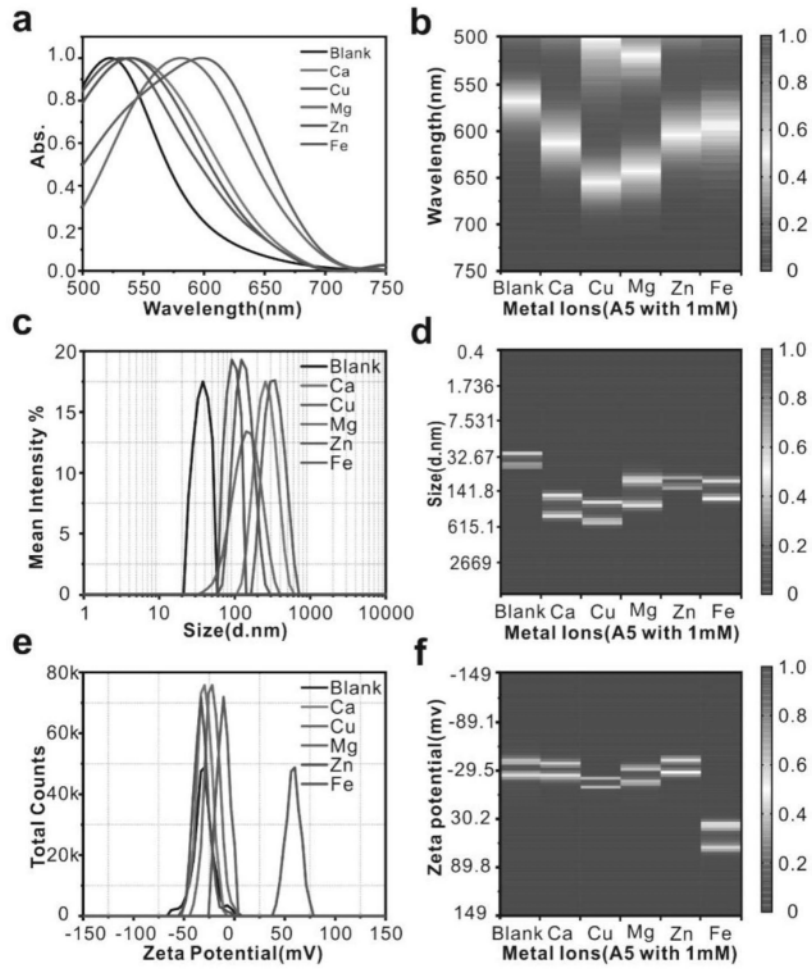 a
Abs.
1.0
0.8
0.6
0.4
0.2
0.0
500 550 600 650 700 750
Wavelength(nm)
Blank
Ca
Cu
Mg
Zn
Fe
b
Wavelength(nm)
500
550
600
650
700
750
Blank Ca Cu Mg Zn Fe
Metal Ions(A5 with 1mM)
1.0
0.8
0.6
0.4
0.2
0
c
Mean Intensity %
20
15
10
5
0
1 10 100 1000 10000
Size(d.nm)
Blank
Ca
Cu
Mg
Zn
Fe
d
Size(d.nm)
0.4
1.736
7.531
32.67
141.8
615.1
2669
Blank Ca Cu Mg Zn Fe
Metal Ions(A5 with 1mM)
1.0
0.8
0.6
0.4
0.2
0
e
Total Counts
80k
60k
40k
20k
0
-150 -100 -50 0 50 100 150
Zeta Potential(mV)
Blank
Ca
Cu
Mg
Zn
Fe
f
Zeta potential(mv)
-149
-89.1
-29.5
30.2
89.8
149
Blank Ca Cu Mg Zn Fe
Metal Ions(A5 with 1mM)
1.0
0.8
0.6
0.4
0.2
0